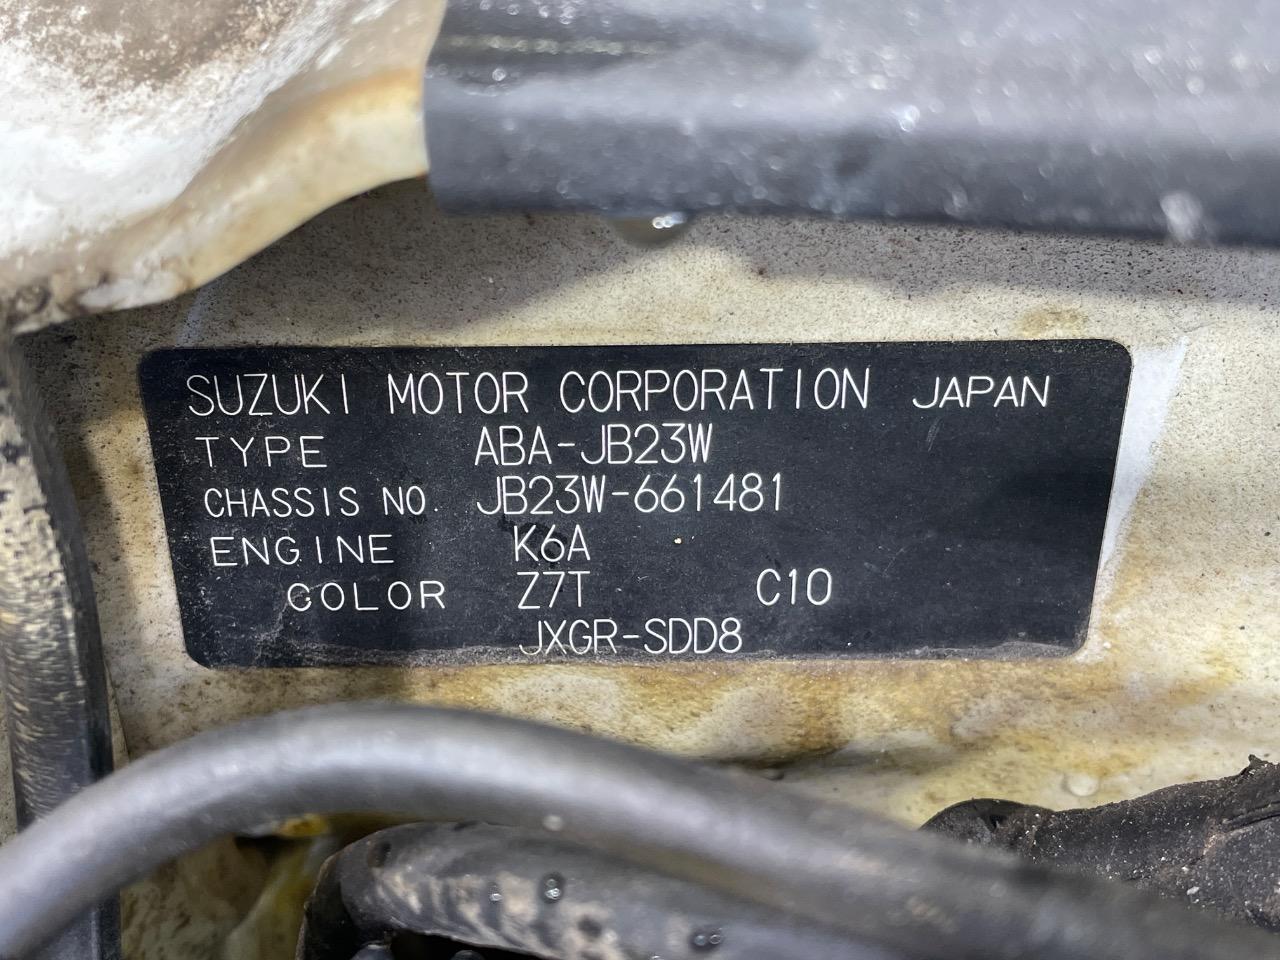 SUZUKI MOTOR CORPORATION JAPAN
TYPE ABA-JB23W
CHASSIS NO. JB23W-661481
ENGINE K6A
COLOR Z7T C10
JXGR-SDD8